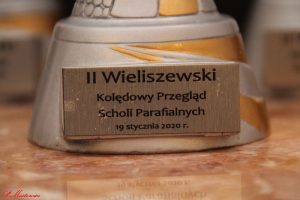 II Wieliszewski
Kolędowy Przegląd
Scholi Parafialnych
19 stycznia 2020 r.